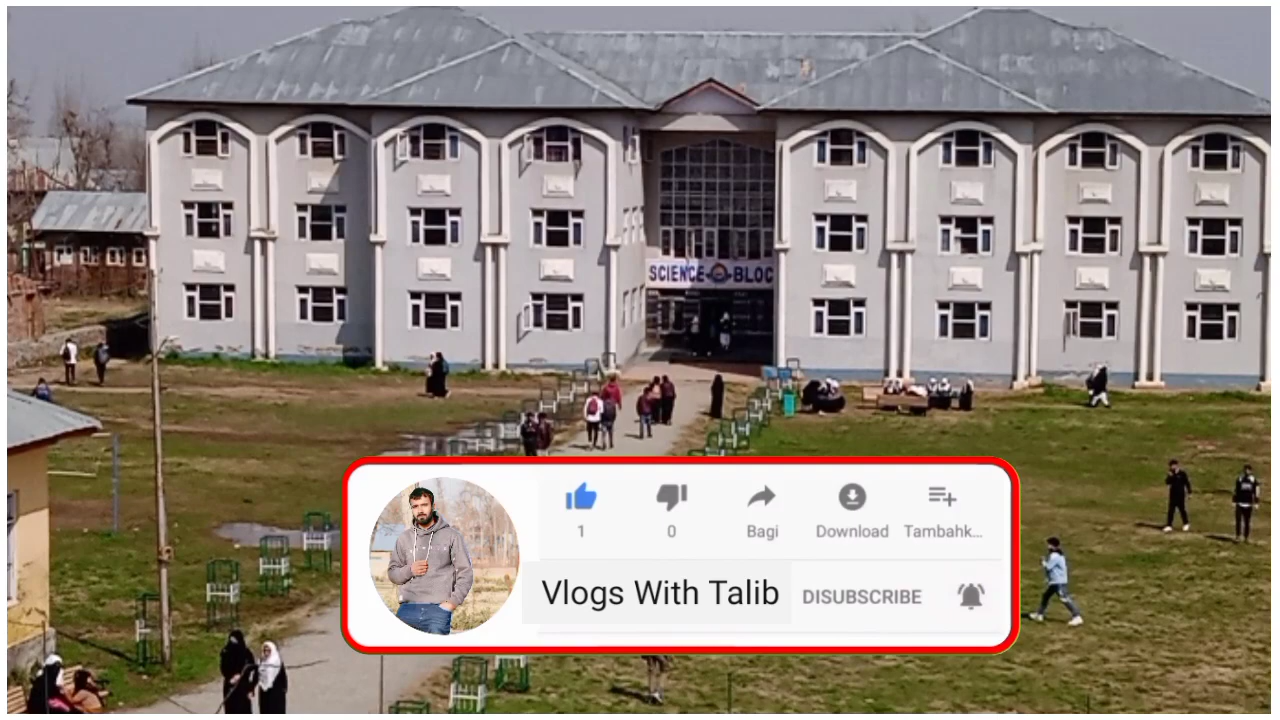 SCIENCE BLOC
1
0
Bagi
Download
Tambahk...
Vlogs With Talib
DISUBSCRIBE